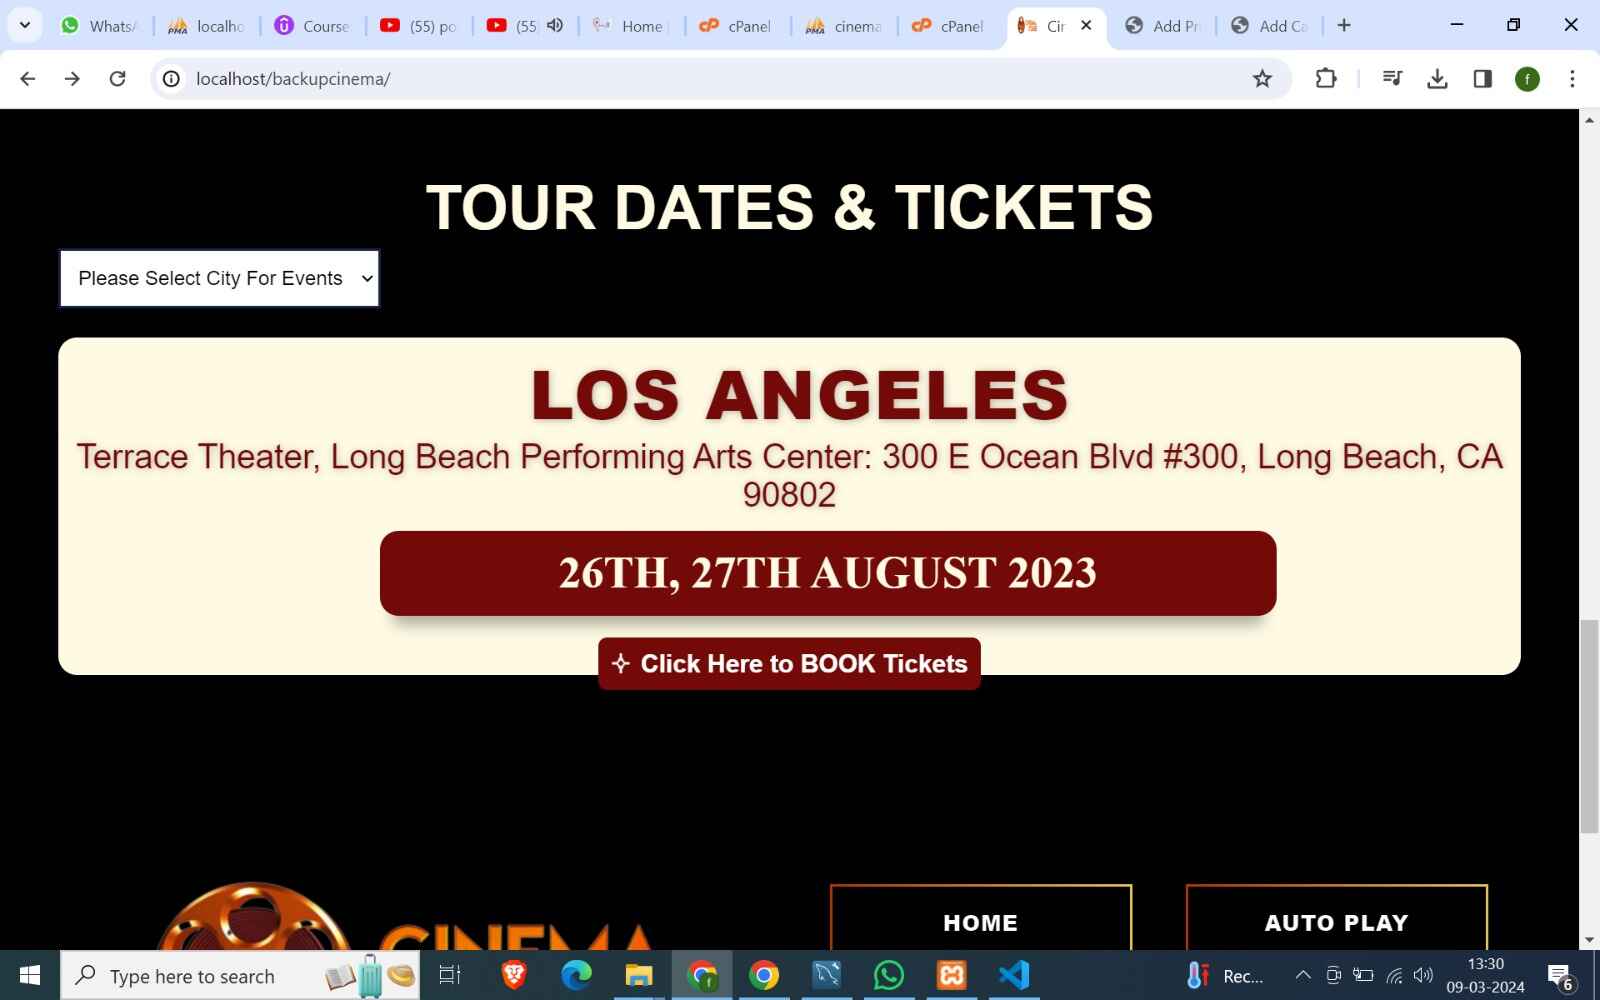 WhatsA
localho
Course
(55) po
(55
Home
cPanel
cinema
cPanel
Cir
Add Pr
Add Ca
localhost/backupcinema/
f
TOUR DATES & TICKETS
Please Select City For Events
LOS ANGELES
Terrace Theater, Long Beach Performing Arts Center: 300 E Ocean Blvd #300, Long Beach, CA
90802
26TH, 27TH AUGUST 2023
Click Here to BOOK Tickets
CINEMA
HOME
AUTO PLAY
Type here to search
Rec...
13:30
09-03-2024
6